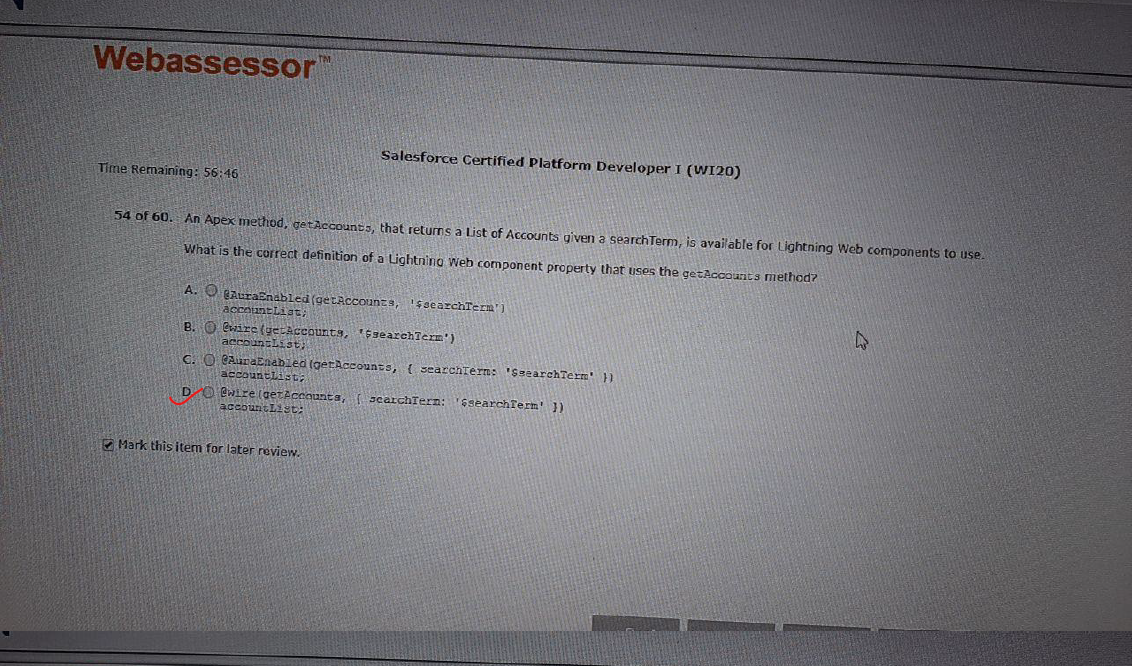 Webassessor™
Salesforce Certified Platform Developer I (WI20)
Time Remaining: 56:46
54 of 60. An Apex method, getAccounts, that returns a List of Accounts given a searchTerm, is available for Lightning Web components to use.
What is the correct definition of a Lightning Web component property that uses the getAccounts method?
A. @AuraEnabled(getAccounts, '$searchTerm')
accountList;
B. @wire(getAccounts, '$searchTerm')
accountList;
C. @AuraEnabled(getAccounts, { searchTerm: '$searchTerm' })
accountList;
D @wire(getAccounts, { searchTerm: '$searchTerm' })
accountList;
Mark this item for later review.